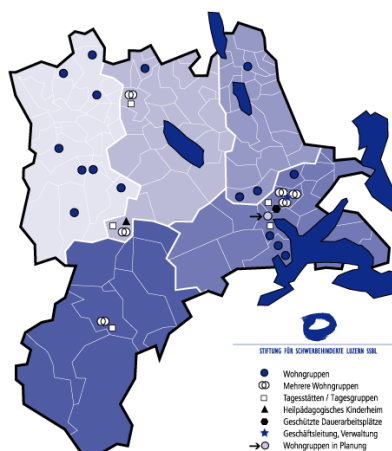 STIFTUNG FÜR SCHWERBEHINDERTE LUZERN SSBL
Wohngruppen
Mehrere Wohngruppen
Tagesstätten / Tagesgruppen
Heilpädagogisches Kinderheim
Geschützte Dauerarbeitsplätze
Geschäftsleitung, Verwaltung
Wohngruppen in Planung